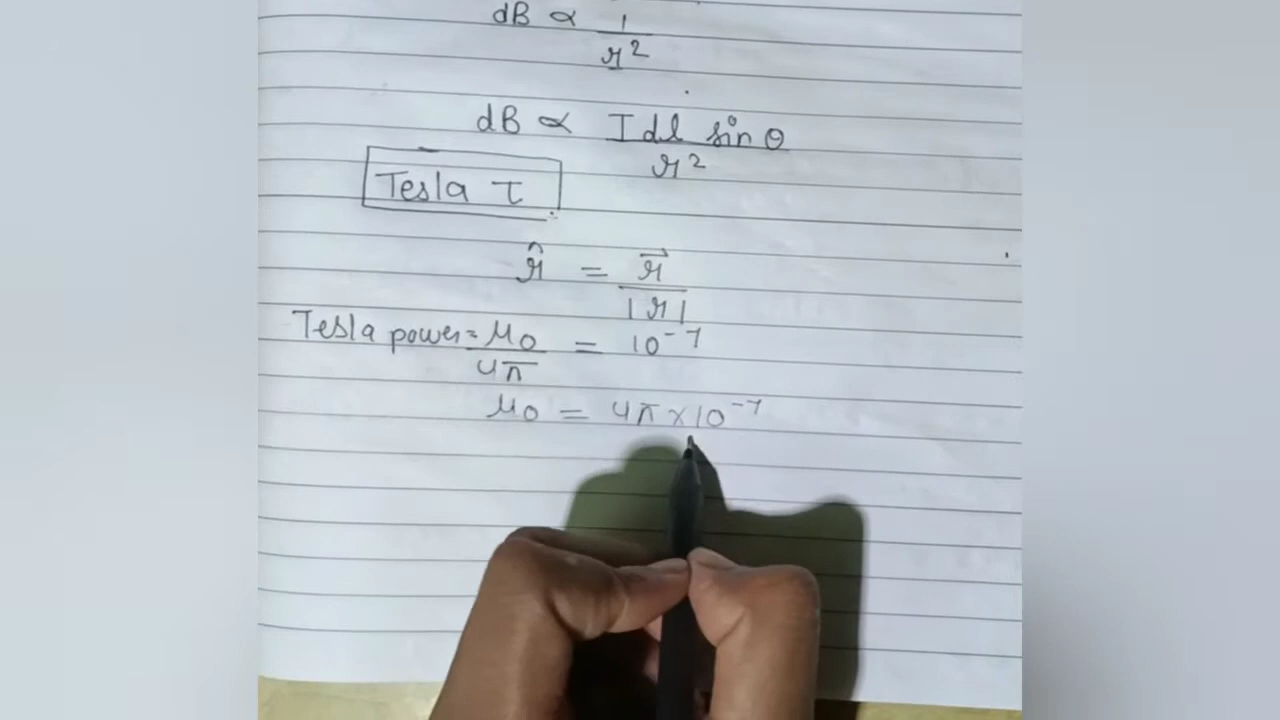 dB ∝ 1/r²
dB ∝ I dl sin θ / r²
Tesla T
r̂ = r⃗ / |r|
Tesla power = μ0/4π = 10⁻⁷
μ0 = 4π × 10⁻⁷